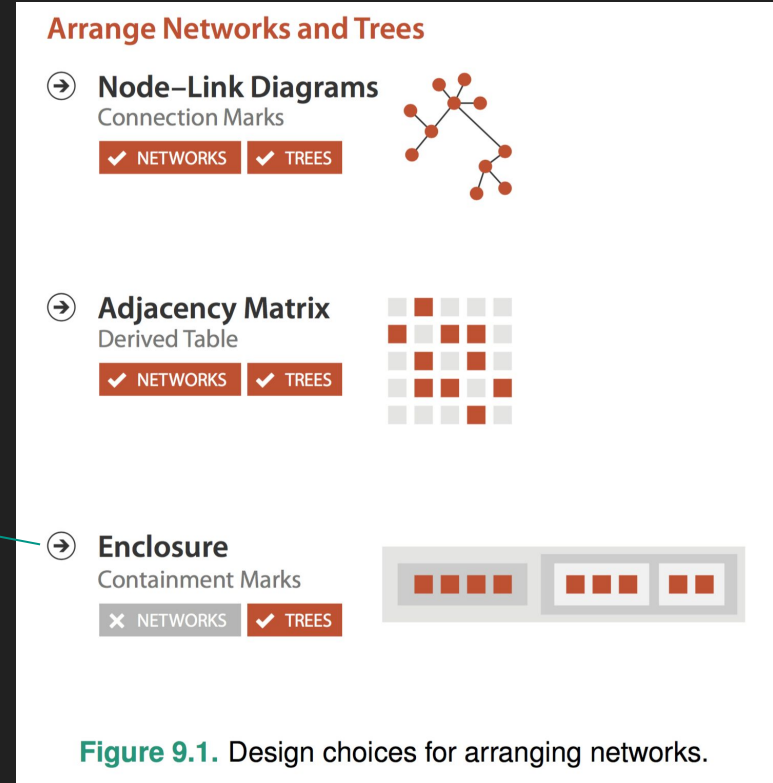 Arrange Networks and Trees
Node–Link Diagrams
Connection Marks
NETWORKS TREES
Adjacency Matrix
Derived Table
NETWORKS TREES
Enclosure
Containment Marks
NETWORKS TREES
Figure 9.1. Design choices for arranging networks.